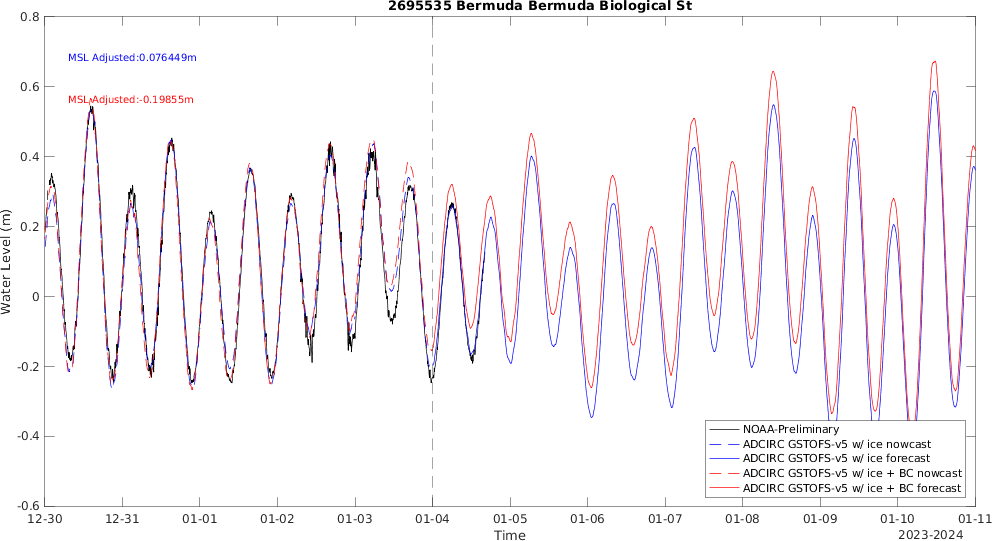 2695535 Bermuda Bermuda Biological St
MSL Adjusted:0.076449m
MSL Adjusted:-0.19855m
Water Level (m)
0.8
0.6
0.4
0.2
0
-0.2
-0.4
-0.6
NOAA-Preliminary
ADCIRC GSTOFS-v5 w/ ice nowcast
ADCIRC GSTOFS-v5 w/ ice forecast
ADCIRC GSTOFS-v5 w/ ice + BC nowcast
ADCIRC GSTOFS-v5 w/ ice + BC forecast
12-30 12-31 01-01 01-02 01-03 01-04 01-05 01-06 01-07 01-08 01-09 01-10 01-11
Time
2023-2024